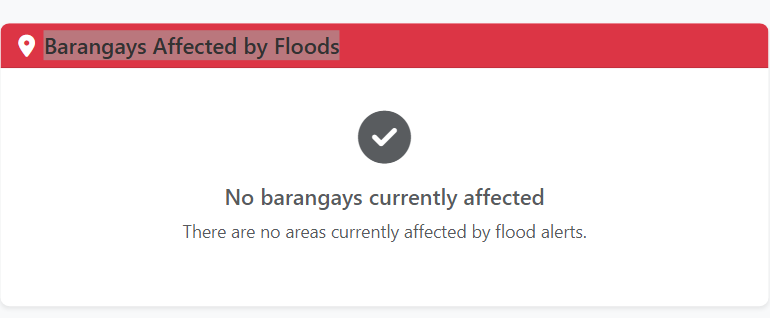 Barangays Affected by Floods
No barangays currently affected
There are no areas currently affected by flood alerts.